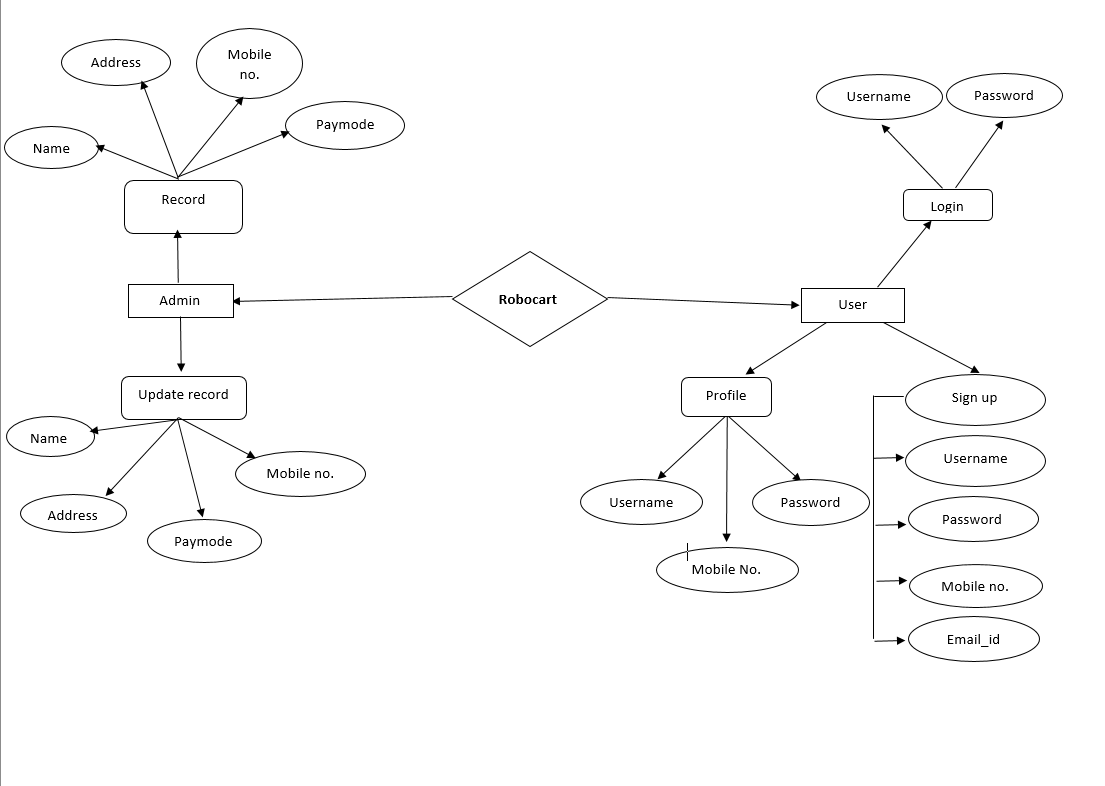 Address
Mobile
no.
Paymode
Name
Record
Username
Password
Login
Admin
Robocart
User
Update record
Name
Mobile no.
Address
Paymode
Profile
Username
Password
Mobile No.
Sign up
Username
Password
Mobile no.
Email_id